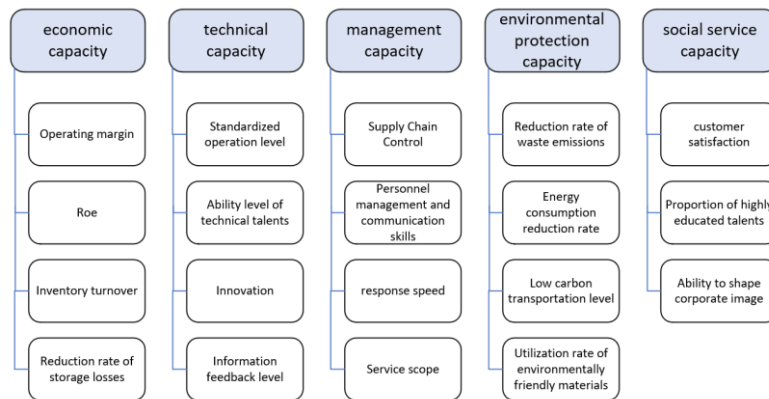 economic
capacity
Operating margin
Roe
Inventory turnover
Reduction rate of
storage losses
technical
capacity
Standardized
operation level
Ability level of
technical talents
Innovation
Information
feedback level
management
capacity
Supply Chain
Control
Personnel
management and
communication
skills
response speed
Service scope
environmental
protection
capacity
Reduction rate of
waste emissions
Energy
consumption
reduction rate
Low carbon
transportation level
Utilization rate of
environmentally
friendly materials
social service
capacity
customer
satisfaction
Proportion of highly
educated talents
Ability to shape
corporate image